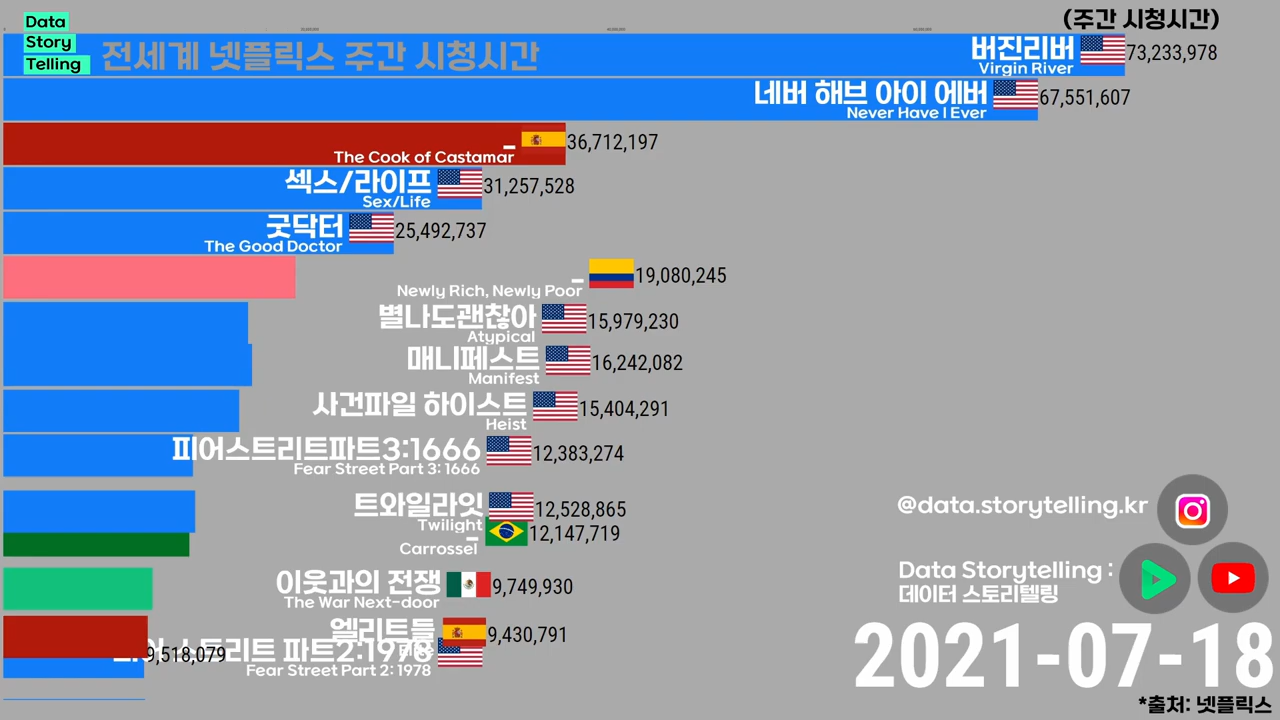 Data
Story
Telling
전세계 넷플릭스 주간 시청시간
(주간 시청시간)
버진리버
Virgin River
73,233,978
네버 해브 아이 에버
Never Have I Ever
67,551,607
-
The Cook of Castamar
36,712,197
섹스/라이프
Sex/Life
31,257,528
굿닥터
The Good Doctor
25,492,737
-
Newly Rich, Newly Poor
19,080,245
별나도괜찮아
Atypical
15,979,230
매니페스트
Manifest
16,242,082
사건파일 하이스트
Heist
15,404,291
피어스트리트파트3:1666
Fear Street Part 3: 1666
12,383,274
트와일라잇
Twilight
12,528,865
-
Carrossel
12,147,719
이웃과의 전쟁
The War Next-door
9,749,930
엘리트들
9,430,791
스토리트 파트2:1978
Fear Street Part 2: 1978
9,518,079
@data.storytelling.kr
Data Storytelling :
데이터 스토리텔링
2021-07-18
*출처: 넷플릭스